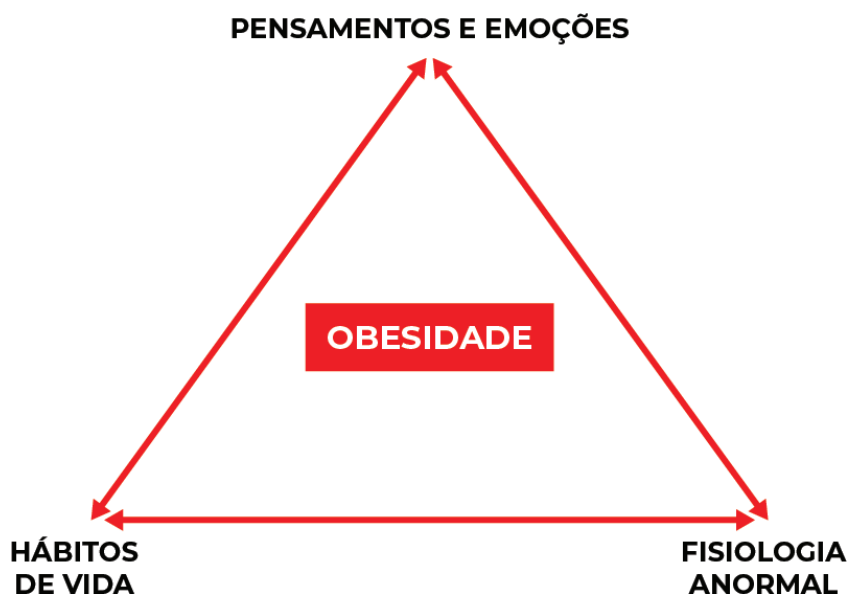 PENSAMENTOS E EMOÇÕES
OBESIDADE
HÁBITOS
DE VIDA
FISIOLOGIA
ANORMAL